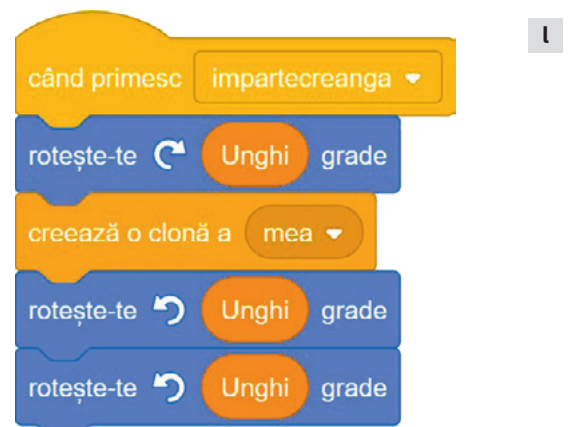 când primesc impartecreanga
l
rotește-te Unghi grade
creează o clonă a mea
rotește-te Unghi grade
rotește-te Unghi grade